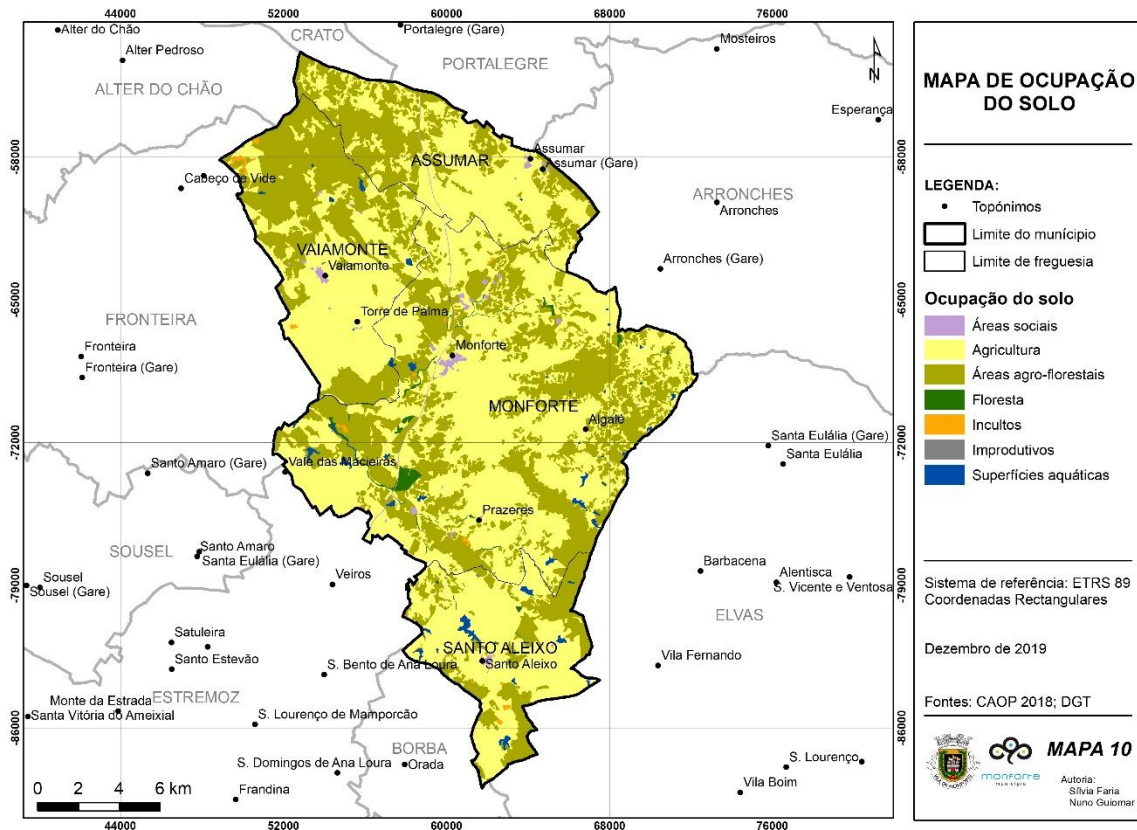 44000 52000 60000 68000 76000
Alter do Chão
Portalegre (Gare)
CRATO
Mosteiros
Alter Pedroso
PORTALEGRE
ALTER DO CHÃO
N
Esperança
-58000
-58000
ASSUMAR
Assumar
Assumar (Gare)
Cabeço de Vide
ARRONCHES
Arronches
VAIAMONTE
Vaiamonte
Arronches (Gare)
-65000
-65000
FRONTEIRA
Torre de Palma
Fronteira
Monforte
Fronteira (Gare)
MONFORTE
Algalé
-72000
-72000
Santa Eulália (Gare)
Santa Eulália
Santo Amaro (Gare)
Vale das Macieiras
Prazeres
SOUSEL
Santo Amaro
Santa Eulália (Gare)
Barbacena
Sousel
Sousel (Gare)
Veiros
Alentisca
S. Vicente e Ventosa
-79000
-79000
ELVAS
Satuleira
SANTO ALEIXO
Santo Aleixo
Santo Estevão
S. Bento de Ana Loura
Vila Fernando
ESTREMOZ
Monte da Estrada
Santa Vitória do Ameixial
S. Lourenço de Mamporcão
-86000
-86000
BORBA
Orada
S. Domingos de Ana Loura
S. Lourenço
Vila Boim
Frandina
0 2 4 6 km
44000 52000 60000 68000 76000
MAPA DE OCUPAÇÃO
DO SOLO
LEGENDA:
Topónimos
Limite do munícipio
Limite de freguesia
Ocupação do solo
Áreas sociais
Agricultura
Áreas agro-florestais
Floresta
Incultos
Improdutivos
Superfícies aquáticas
Sistema de referência: ETRS 89
Coordenadas Rectangulares
Dezembro de 2019
Fontes: CAOP 2018; DGT
monforte
município
MAPA 10
Autoria:
Sílvia Faria
Nuno Guiomar